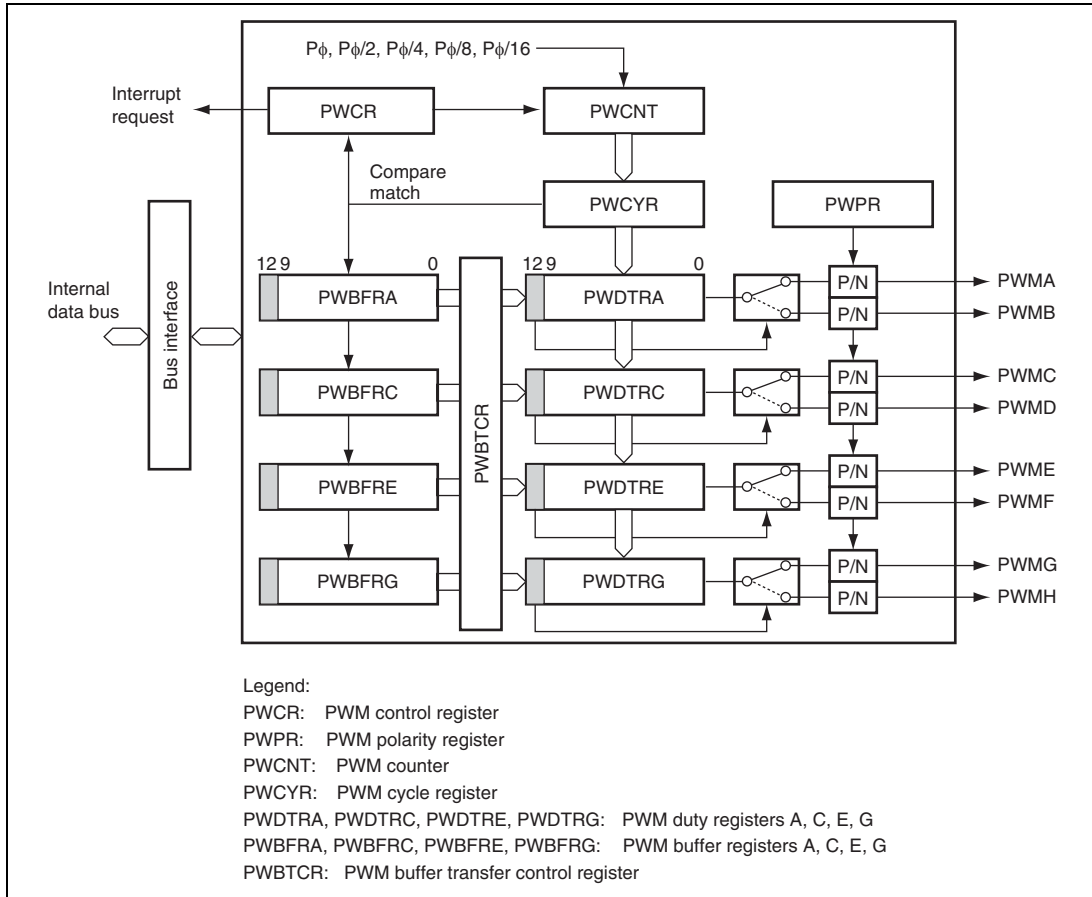 Pϕ, Pϕ/2, Pϕ/4, Pϕ/8, Pϕ/16
Interrupt
request
PWCR
PWCNT
Compare
match
PWCYR
PWPR
Internal
data bus
Bus interface
12 9 0
PWBFRA
PWBTCR
12 9 0
PWDTRA
P/N
PWMA
P/N
PWMB
PWBFRC
PWDTRC
P/N
PWMC
P/N
PWMD
PWBFRE
PWDTRE
P/N
PWME
P/N
PWMF
PWBFRG
PWDTRG
P/N
PWMG
P/N
PWMH
Legend:
PWCR: PWM control register
PWPR: PWM polarity register
PWCNT: PWM counter
PWCYR: PWM cycle register
PWDTRA, PWDTRC, PWDTRE, PWDTRG: PWM duty registers A, C, E, G
PWBFRA, PWBFRC, PWBFRE, PWBFRG: PWM buffer registers A, C, E, G
PWBTCR: PWM buffer transfer control register